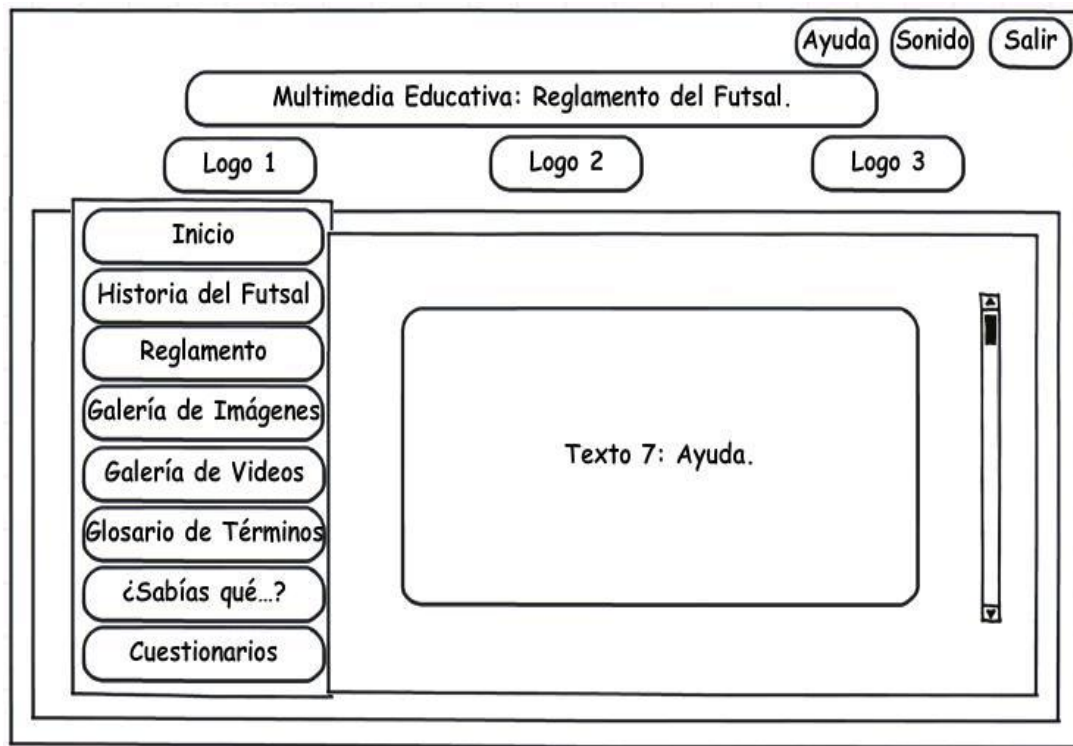 Ayuda
Sonido
Salir
Multimedia Educativa: Reglamento del Futsal.
Logo 1
Logo 2
Logo 3
Inicio
Historia del Futsal
Reglamento
Galería de Imágenes
Galería de Videos
Glosario de Términos
¿Sabías qué...?
Cuestionarios
Texto 7: Ayuda.